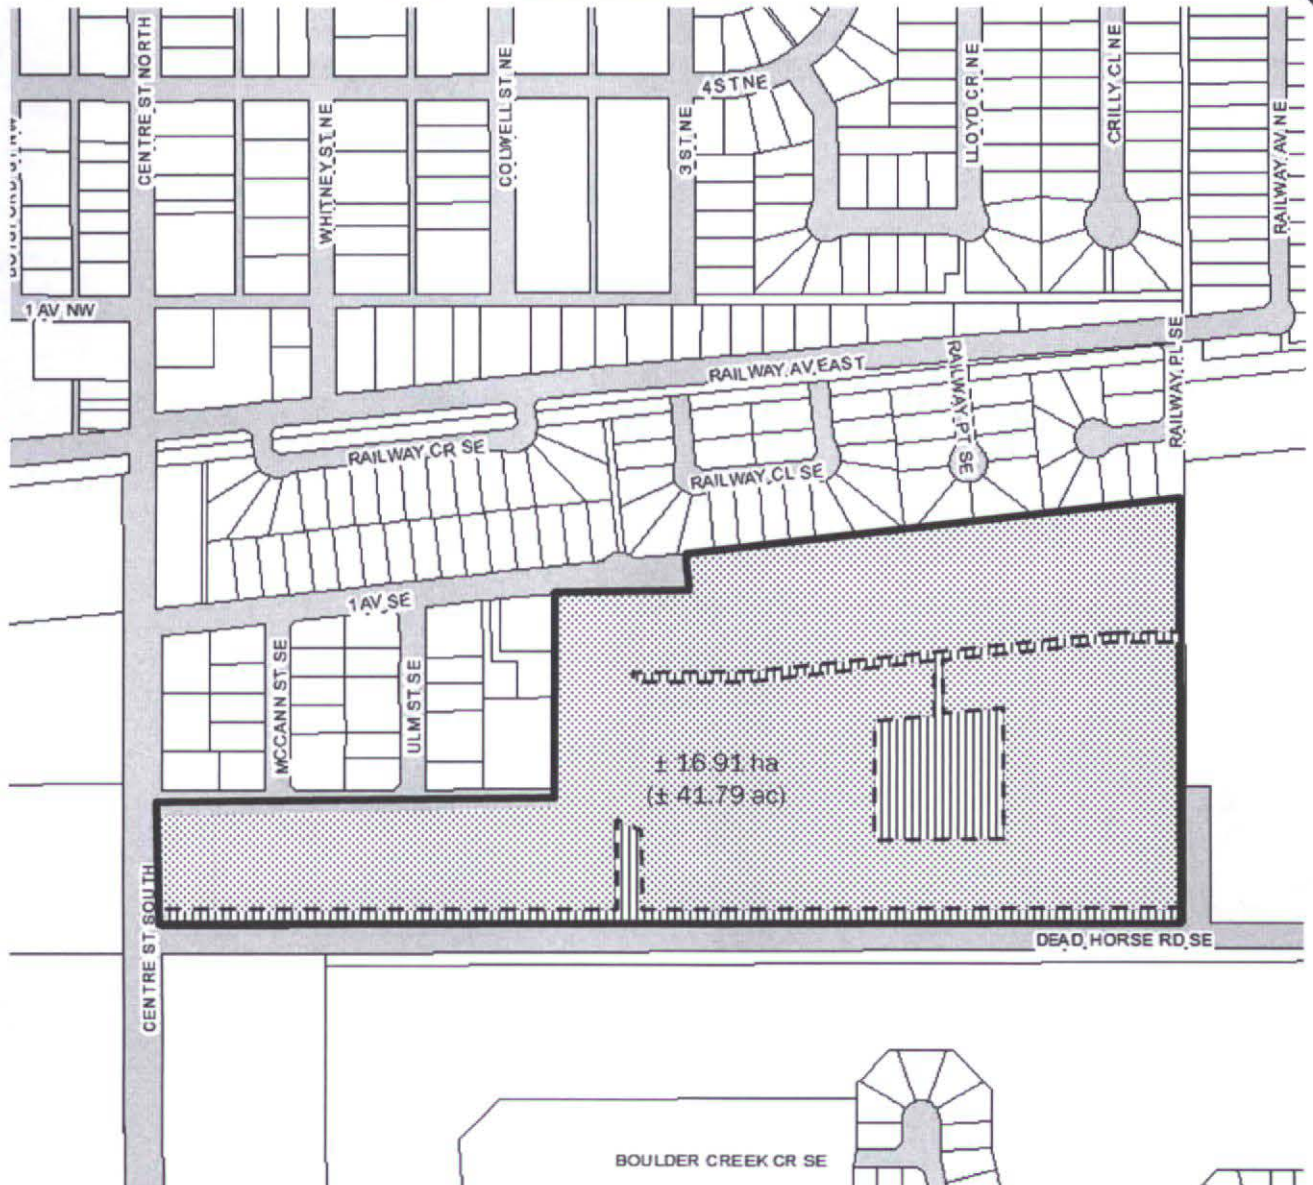 CENTRE ST NORTH
WHITNEY ST NE
COLWELL ST NE
3 ST NE
4 ST NE
LLOYD CR NE
CRILLY CL NE
RAILWAY AV NE
1 AV NW
RAILWAY AV EAST
RAILWAY PT SE
RAILWAY PL SE
RAILWAY CR SE
RAILWAY CL SE
1 AV SE
MCCANN ST SE
ULM ST SE
± 16.91 ha
(± 41.79 ac)
CENTRE ST SOUTH
DEAD HORSE RD SE
BOULDER CREEK CR SE